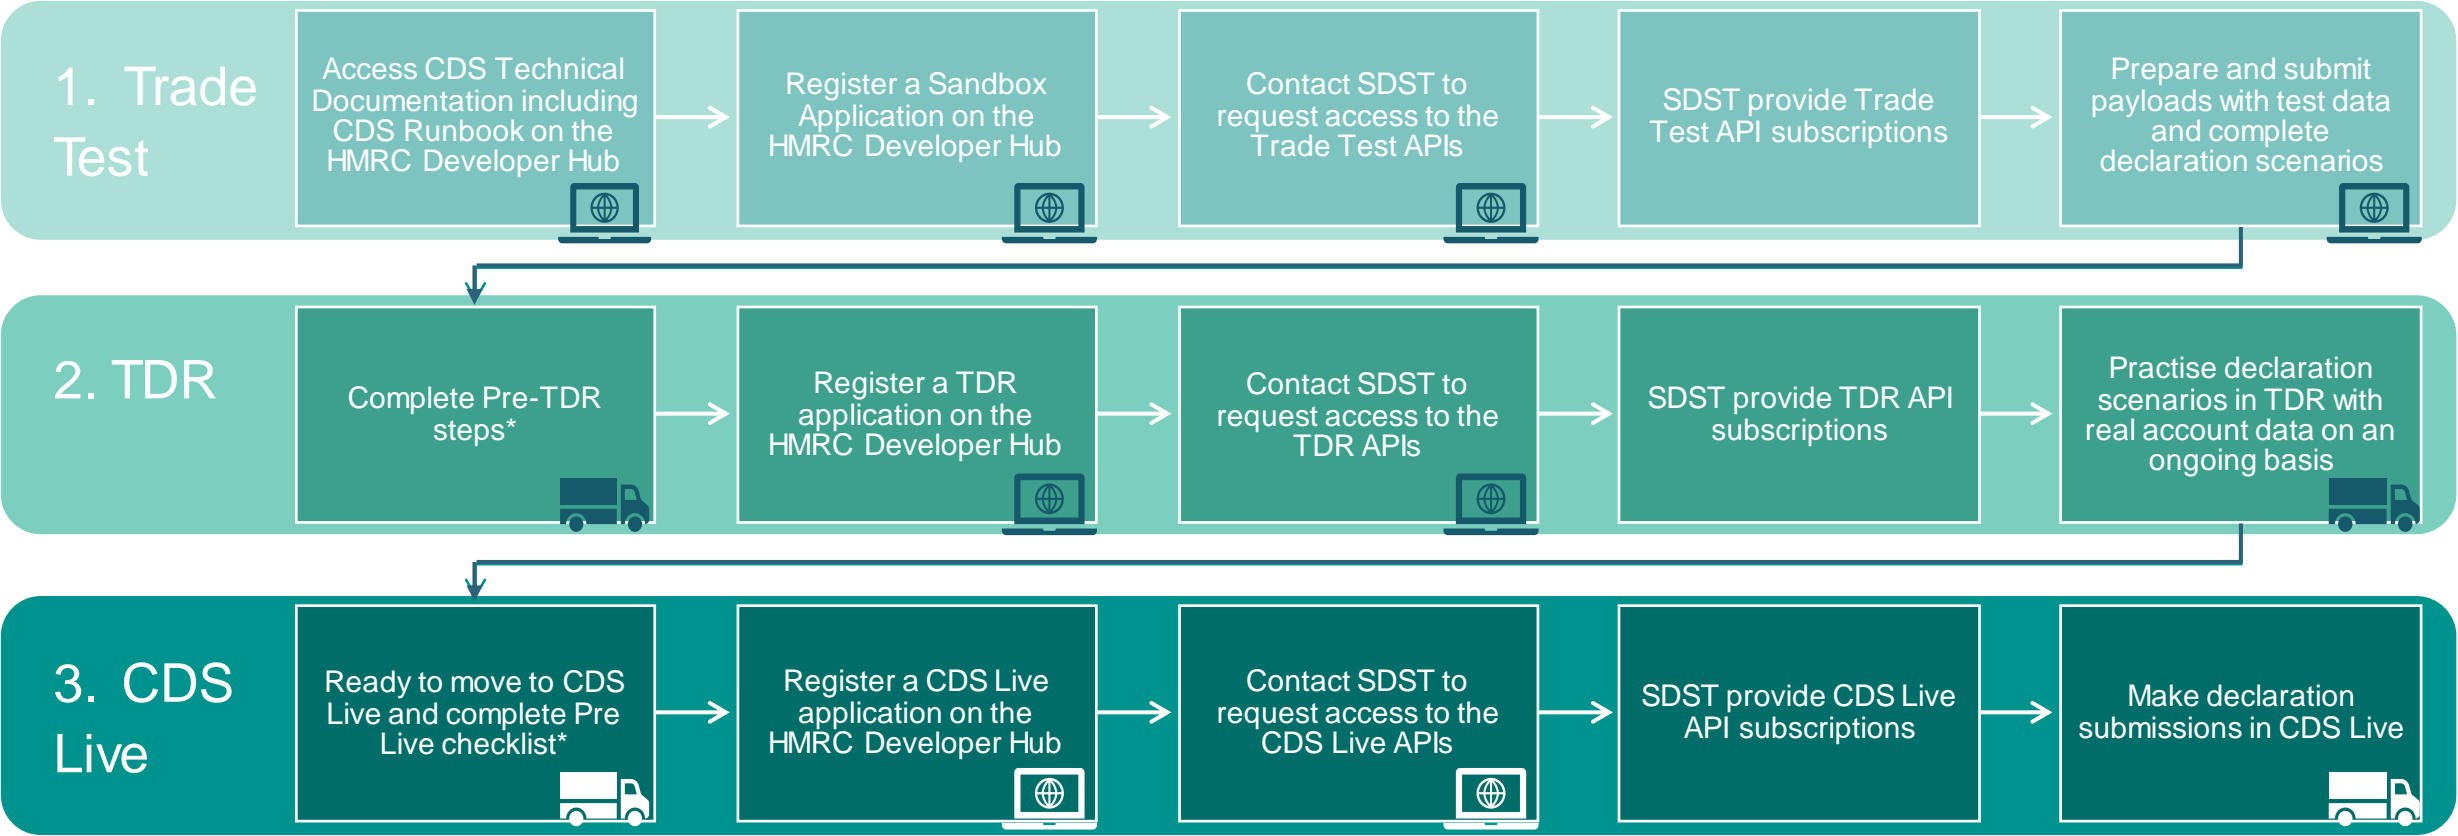 1. Trade
Test
Access CDS Technical
Documentation including
CDS Runbook on the
HMRC Developer Hub
Register a Sandbox
Application on the
HMRC Developer Hub
Contact SDST to
request access to the
Trade Test APIs
SDST provide Trade
Test API subscriptions
Prepare and submit
payloads with test data
and complete
declaration scenarios
2. TDR
Complete Pre-TDR
steps*
Register a TDR
application on the
HMRC Developer Hub
Contact SDST to
request access to the
TDR APIs
SDST provide TDR API
subscriptions
Practise declaration
scenarios in TDR with
real account data on an
ongoing basis
3. CDS
Live
Ready to move to CDS
Live and complete Pre
Live checklist*
Register a CDS Live
application on the
HMRC Developer Hub
Contact SDST to
request access to the
CDS Live APIs
SDST provide CDS Live
API subscriptions
Make declaration
submissions in CDS Live